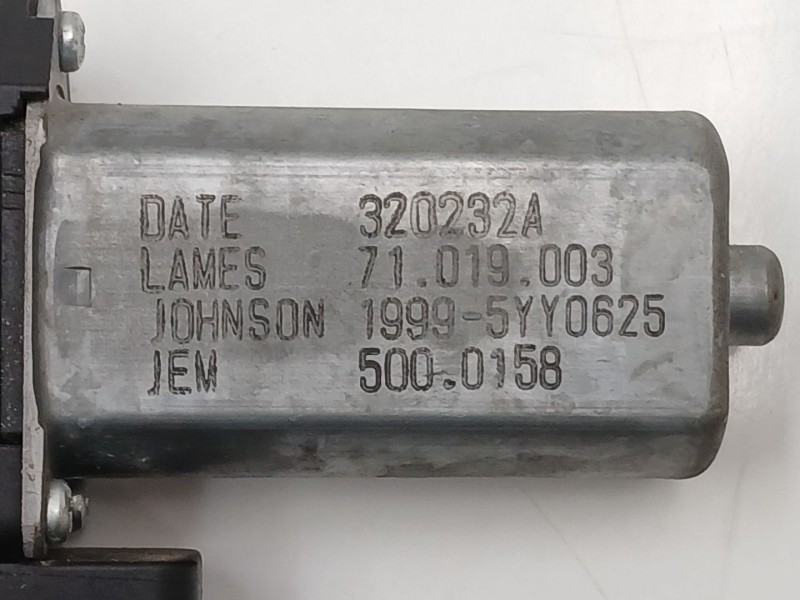 DATE 320232A
LAMES 71.019.003
JOHNSON 1999-5YY0625
JEM 500.0158